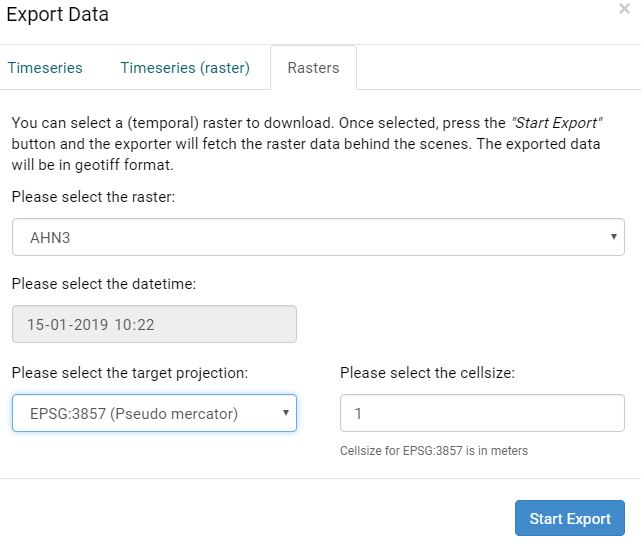 Export Data
×
Timeseries
Timeseries (raster)
Rasters
You can select a (temporal) raster to download. Once selected, press the "Start Export"
button and the exporter will fetch the raster data behind the scenes. The exported data
will be in geotiff format.
Please select the raster:
AHN3
Please select the datetime:
15-01-2019 10:22
Please select the target projection:
EPSG:3857 (Pseudo mercator)
Please select the cellsize:
1
Cellsize for EPSG:3857 is in meters
Start Export